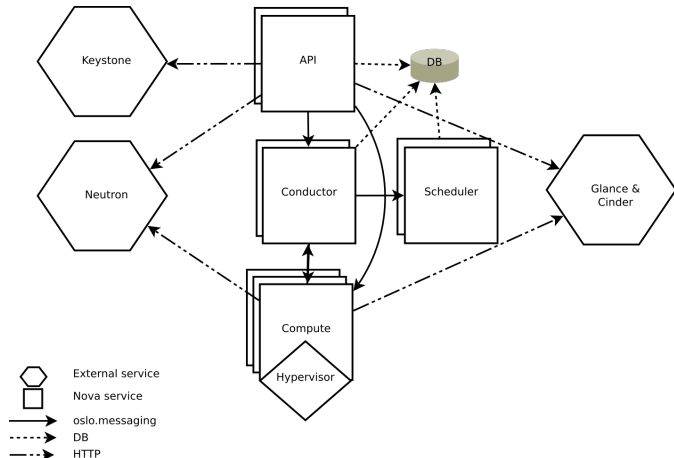 Keystone
API
DB
Neutron
Conductor
Scheduler
Glance &
Cinder
Compute
Hypervisor
External service
Nova service
oslo.messaging
DB
HTTP